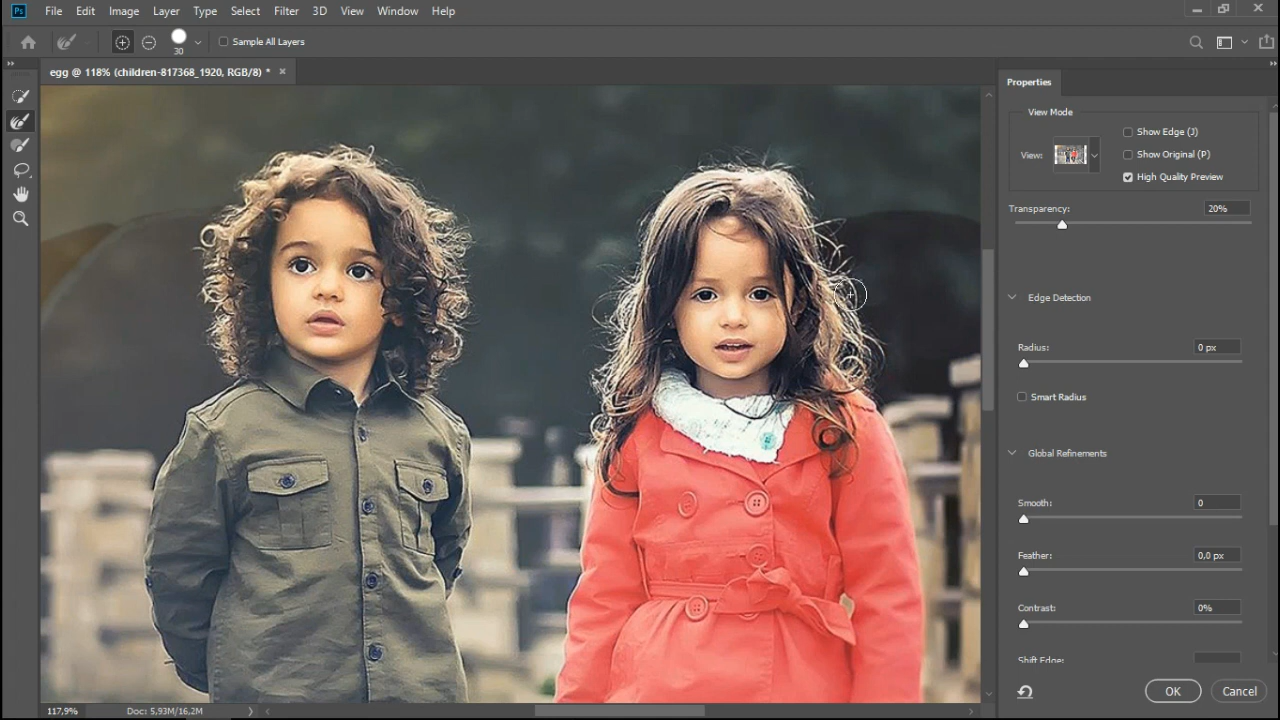 Ps File Edit Image Layer Type Select Filter 3D View Window Help
30 Sample All Layers
egg @ 118% (children-817368_1920, RGB/8) *
Properties
View Mode
View:
Show Edge (J)
Show Original (P)
High Quality Preview
Transparency: 20%
Edge Detection
Radius: 0 px
Smart Radius
Global Refinements
Smooth: 0
Feather: 0,0 px
Contrast: 0%
Shift Edge:
OK Cancel
117,9% Doc: 5,93M/16,2M